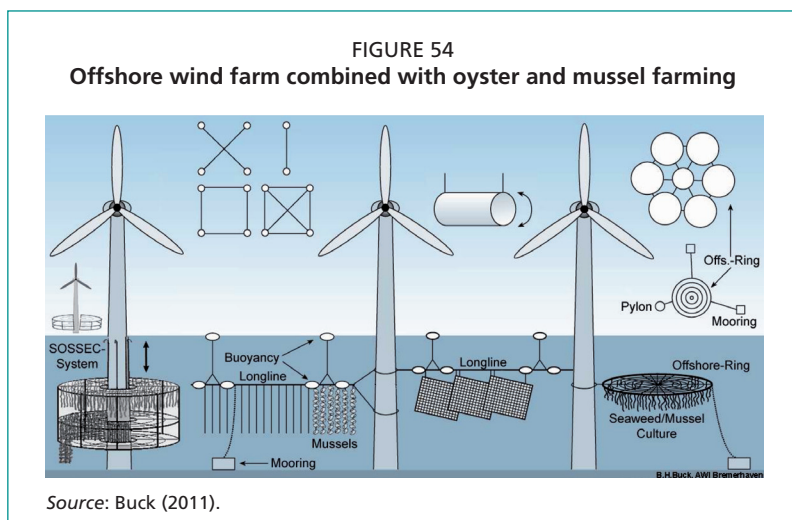 FIGURE 54
Offshore wind farm combined with oyster and mussel farming
Offs.-Ring
Pylon
Mooring
SOSSEC-
System
Buoyancy
Longline
Mussels
Mooring
Longline
Offshore-Ring
Seaweed/Mussel
Culture
B.H.Buck, AWI Bremerhaven
Source: Buck (2011).